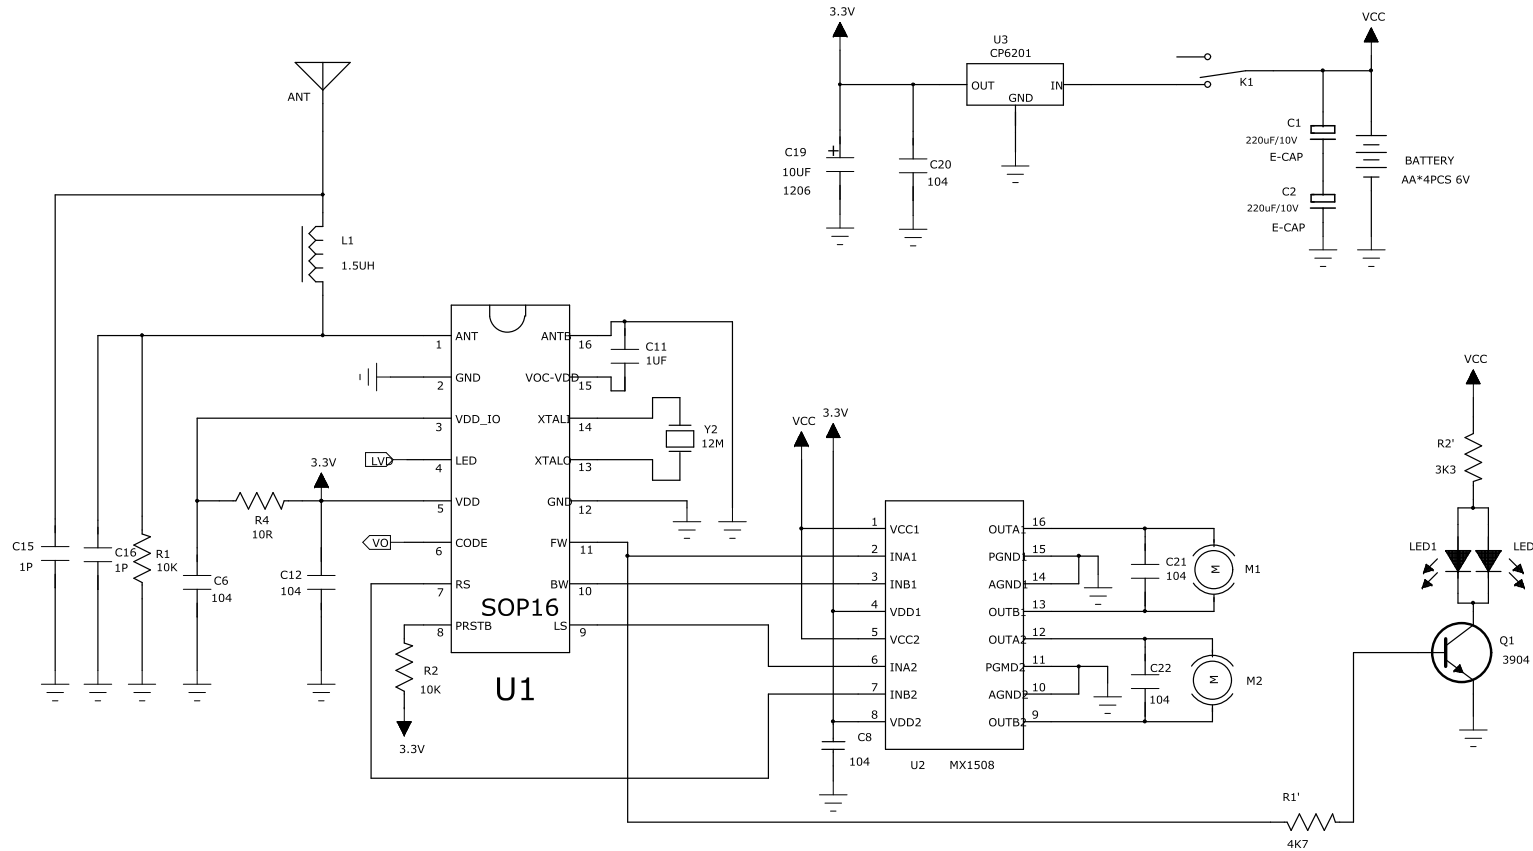 3.3V
U3
CP6201
OUT
IN
GND
K1
VCC
C19
10UF
1206
C20
104
C1
220uF/10V
E-CAP
C2
220uF/10V
E-CAP
BATTERY
AA*4PCS 6V
ANT
L1
1.5UH
C15
1P
C16
1P
R1
10K
C6
104
R4
10R
3.3V
C12
104
LVD
VO
1
ANT
2
GND
3
VDD_IO
4
LED
5
VDD
6
CODE
7
RS
8
PRSTB
ANTB
16
VOC-VDD
15
XTALI
14
XTALO
13
GND
12
FW
11
BW
10
LS
9
SOP16
U1
R2
10K
3.3V
C11
1UF
Y2
12M
VCC
3.3V
1
VCC1
2
INA1
3
INB1
4
VDD1
5
VCC2
6
INA2
7
INB2
8
VDD2
OUTA1
16
PGND1
15
AGND1
14
OUTB1
13
OUTA2
12
PGMD2
11
AGND2
10
OUTB2
9
U2
MX1508
C8
104
C21
104
M
M1
C22
104
M
M2
VCC
R2'
3K3
LED1
LED
Q1
3904
R1'
4K7